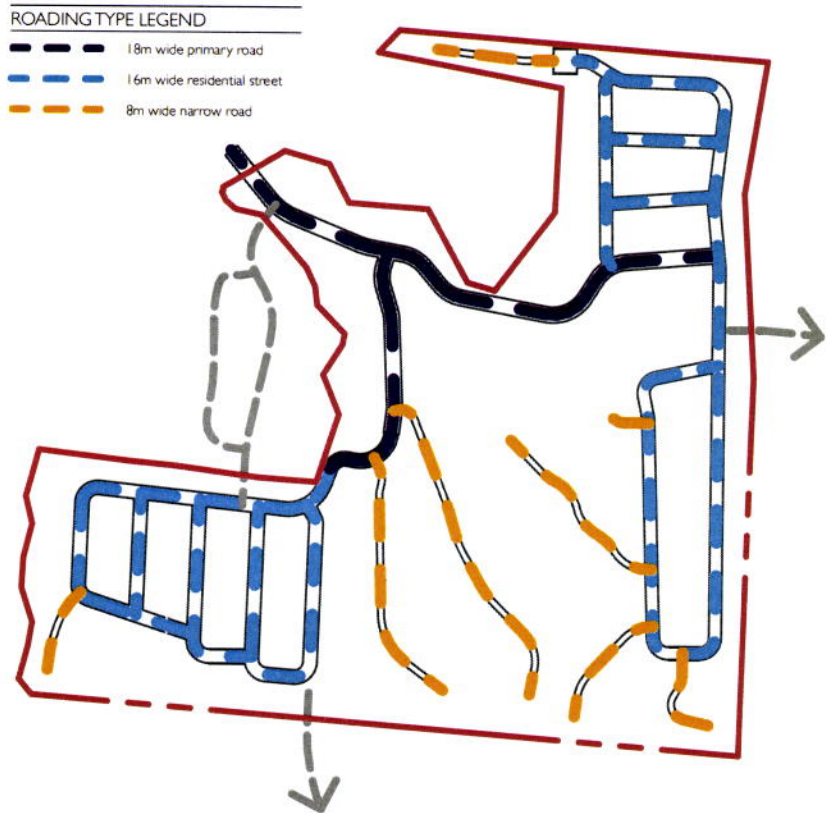 ROADING TYPE LEGEND
18m wide primary road
16m wide residential street
8m wide narrow road